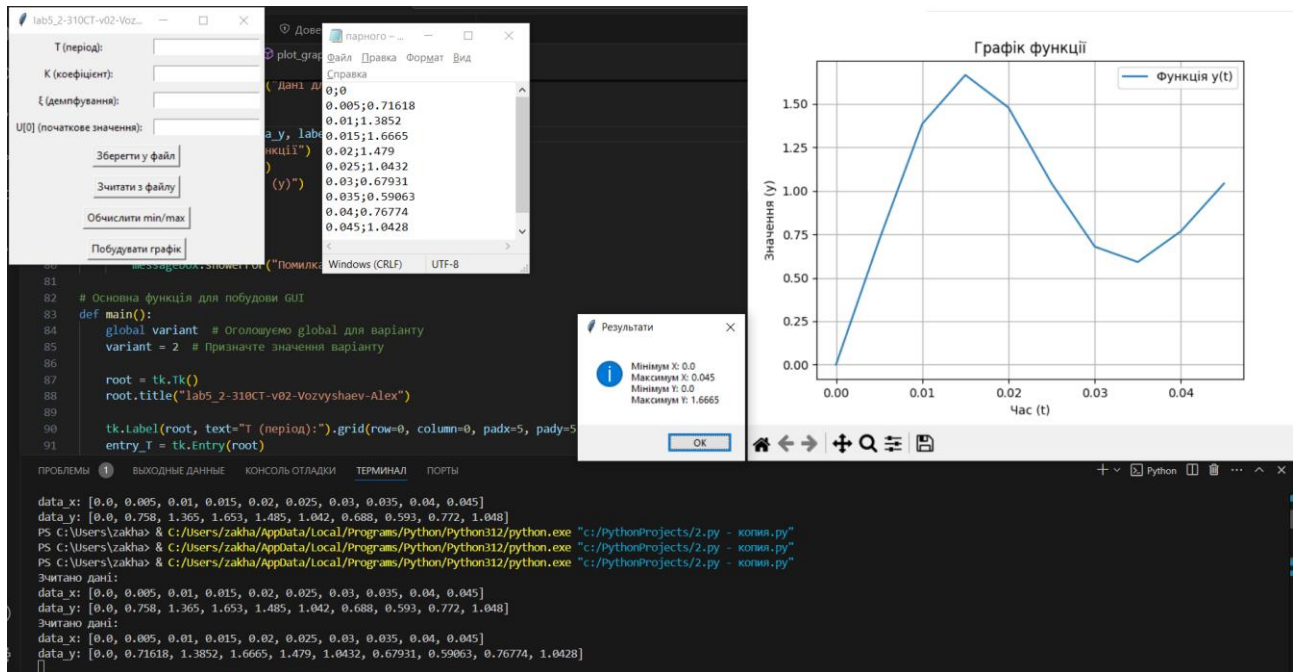 lab5_2-310CT-v02-Voz...
T (період):
K (коефіцієнт):
ξ (демпфування):
U[0] (початкове значення):
Зберегти у файл
Зчитати з файлу
Обчислити min/max
Побудувати графік
Дове
plot_grap
("Дані дл
a_y, labe
нкції")
)
(y)")
парного – ...
Файл Правка Формат Вид
Справка
0;0
0.005;0.71618
0.01;1.3852
0.015;1.6665
0.02;1.479
0.025;1.0432
0.03;0.67931
0.035;0.59063
0.04;0.76774
0.045;1.0428
Windows (CRLF) UTF-8
80 messagebox.showerror("Помилка
81
82 # Основна функція для побудови GUI
83 def main():
84 global variant # Оголошуємо global для варіанту
85 variant = 2 # Призначте значення варіанту
86
87 root = tk.Tk()
88 root.title("lab5_2-310CT-v02-Vozvyshaev-Alex")
89
90 tk.Label(root, text="T (період):").grid(row=0, column=0, padx=5, pady=5
91 entry_T = tk.Entry(root)
Результати
Мінімум X: 0.0
Максимум X: 0.045
Мінімум Y: 0.0
Максимум Y: 1.6665
OK
Графік функції
Функція y(t)
Значення (y)
1.50
1.25
1.00
0.75
0.50
0.25
0.00
0.00 0.01 0.02 0.03 0.04
Час (t)
ПРОБЛЕМЫ 1 ВЫХОДНЫЕ ДАННЫЕ КОНСОЛЬ ОТЛАДКИ ТЕРМИНАЛ ПОРТЫ
Python
data_x: [0.0, 0.005, 0.01, 0.015, 0.02, 0.025, 0.03, 0.035, 0.04, 0.045]
data_y: [0.0, 0.758, 1.365, 1.653, 1.485, 1.042, 0.688, 0.593, 0.772, 1.048]
PS C:\Users\zakha> & C:/Users/zakha/AppData/Local/Programs/Python/Python312/python.exe "c:/PythonProjects/2.py - копия.py"
PS C:\Users\zakha> & C:/Users/zakha/AppData/Local/Programs/Python/Python312/python.exe "c:/PythonProjects/2.py - копия.py"
PS C:\Users\zakha> & C:/Users/zakha/AppData/Local/Programs/Python/Python312/python.exe "c:/PythonProjects/2.py - копия.py"
Зчитано дані:
data_x: [0.0, 0.005, 0.01, 0.015, 0.02, 0.025, 0.03, 0.035, 0.04, 0.045]
data_y: [0.0, 0.758, 1.365, 1.653, 1.485, 1.042, 0.688, 0.593, 0.772, 1.048]
Зчитано дані:
data_x: [0.0, 0.005, 0.01, 0.015, 0.02, 0.025, 0.03, 0.035, 0.04, 0.045]
data_y: [0.0, 0.71618, 1.3852, 1.6665, 1.479, 1.0432, 0.67931, 0.59063, 0.76774, 1.0428]